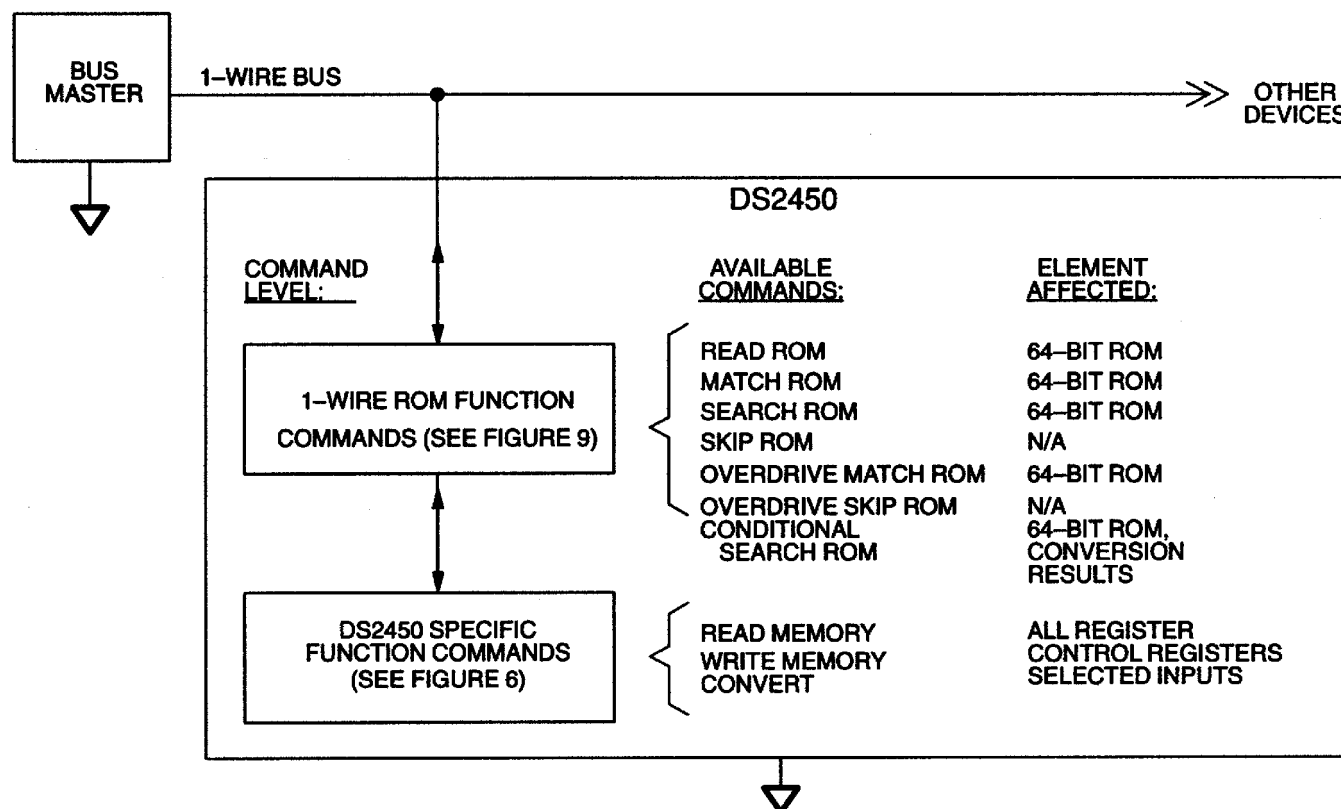 BUS
MASTER
1–WIRE BUS
OTHER
DEVICES
DS2450
COMMAND
LEVEL:
AVAILABLE
COMMANDS:
ELEMENT
AFFECTED:
1–WIRE ROM FUNCTION
COMMANDS (SEE FIGURE 9)
READ ROM 64–BIT ROM
MATCH ROM 64–BIT ROM
SEARCH ROM 64–BIT ROM
SKIP ROM N/A
OVERDRIVE MATCH ROM 64–BIT ROM
OVERDRIVE SKIP ROM N/A
CONDITIONAL 64–BIT ROM,
SEARCH ROM CONVERSION
RESULTS
DS2450 SPECIFIC
FUNCTION COMMANDS
(SEE FIGURE 6)
READ MEMORY ALL REGISTER
WRITE MEMORY CONTROL REGISTERS
CONVERT SELECTED INPUTS